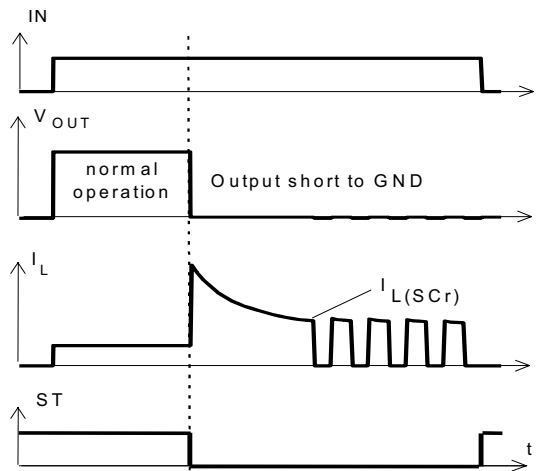 IN
V OUT
normal
operation
Output short to GND
I L
I L(SCr)
ST
t